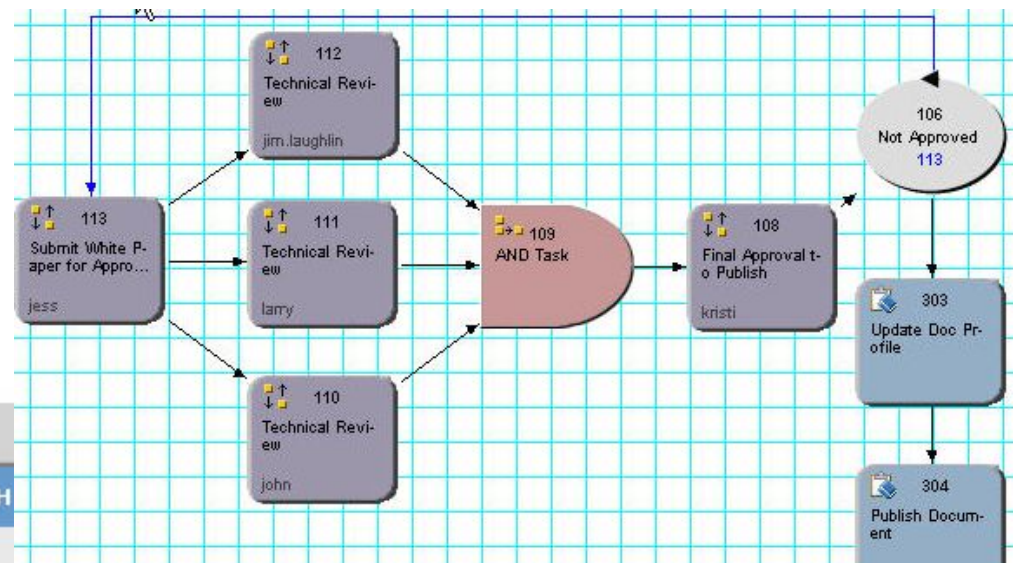 112
Technical Revi-
ew
jim.laughlin
106
Not Approved
113
113
Submit White P-
aper for Appro...
jess
111
Technical Revi-
ew
larry
109
AND Task
108
Final Approval t-
o Publish
kristi
303
Update Doc Pr-
ofile
110
Technical Revi-
ew
john
304
Publish Docum-
ent
H